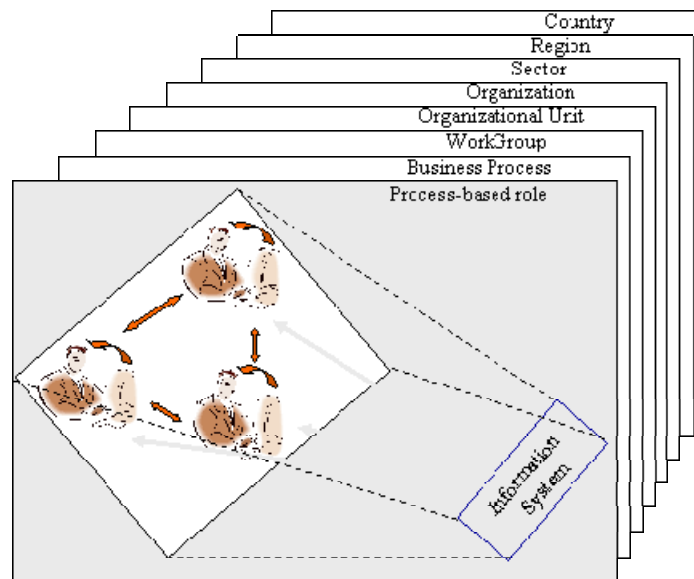 Country
Region
Sector
Organization
Organizational Unit
WorkGroup
Business Process
Process-based role
Information
System